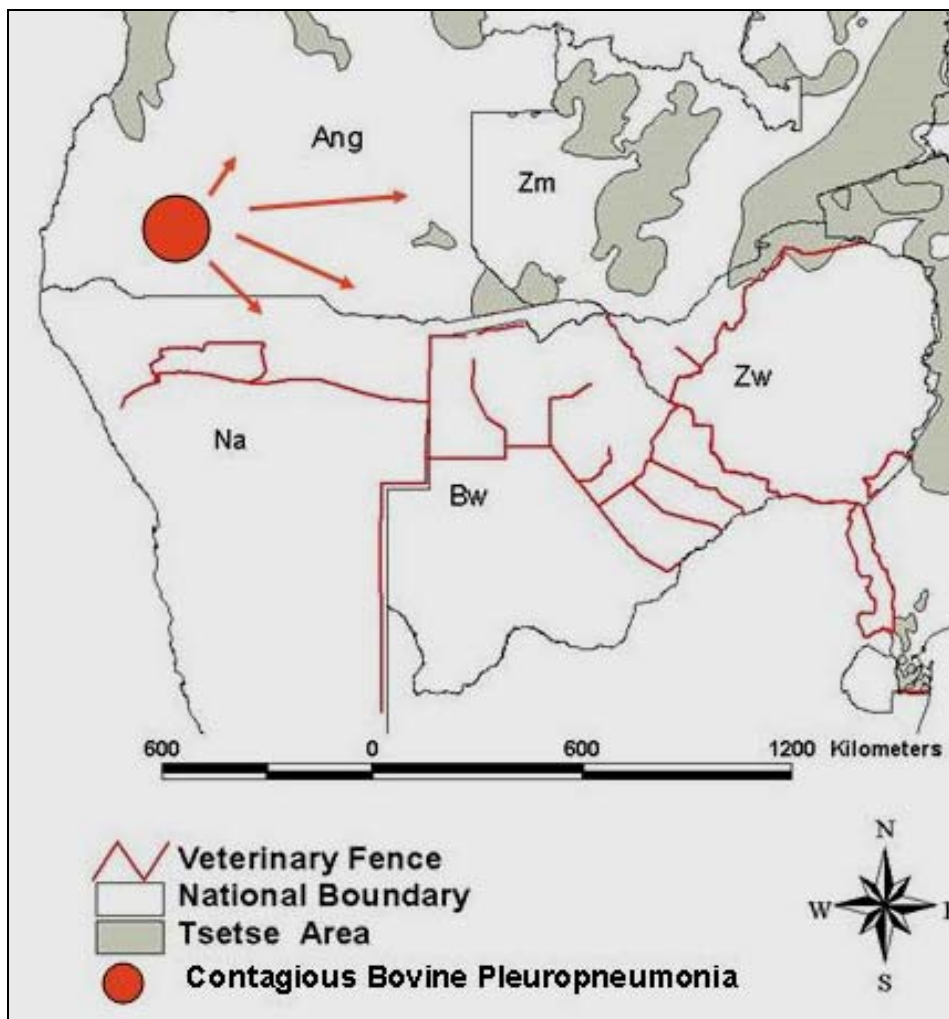 Ang
Zm
Zw
Na
Bw
600 0 600 1200 Kilometers
Veterinary Fence
National Boundary
Tsetse Area
Contagious Bovine Pleuropneumonia
N
W
S